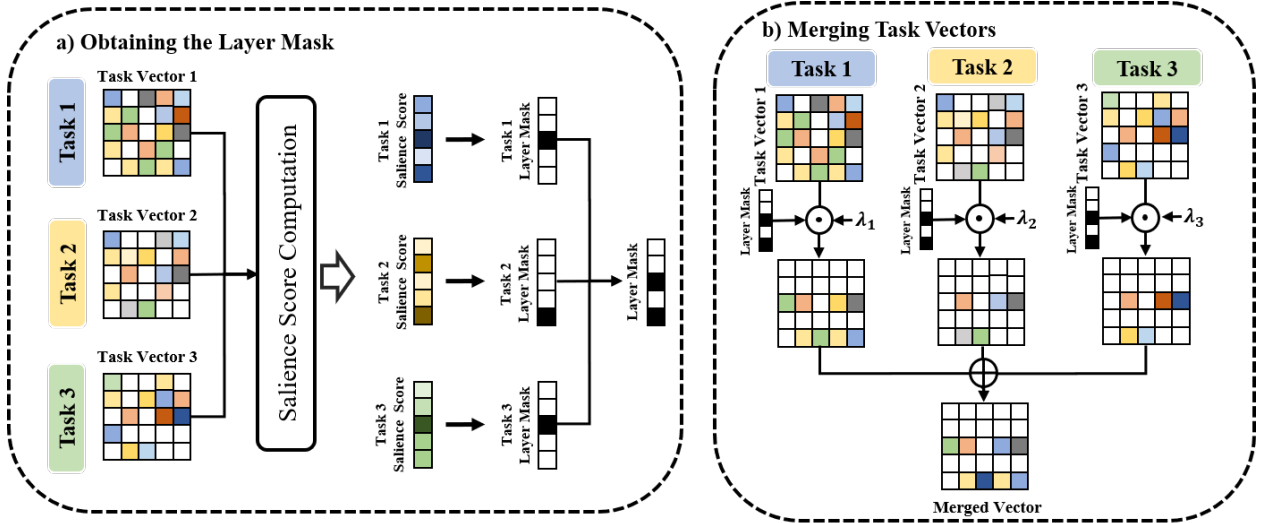 a) Obtaining the Layer Mask
Task 1
Task Vector 1
Task 2
Task Vector 2
Task 3
Task Vector 3
Salience Score Computation
Task 1
Salience Score
Task 1
Layer Mask
Task 2
Salience Score
Task 2
Layer Mask
Task 3
Salience Score
Task 3
Layer Mask
Layer Mask
b) Merging Task Vectors
Task 1
Task 2
Task 3
Task Vector 1
Task Vector 2
Task Vector 3
Layer Mask
λ1
Layer Mask
λ2
Layer Mask
λ3
Merged Vector